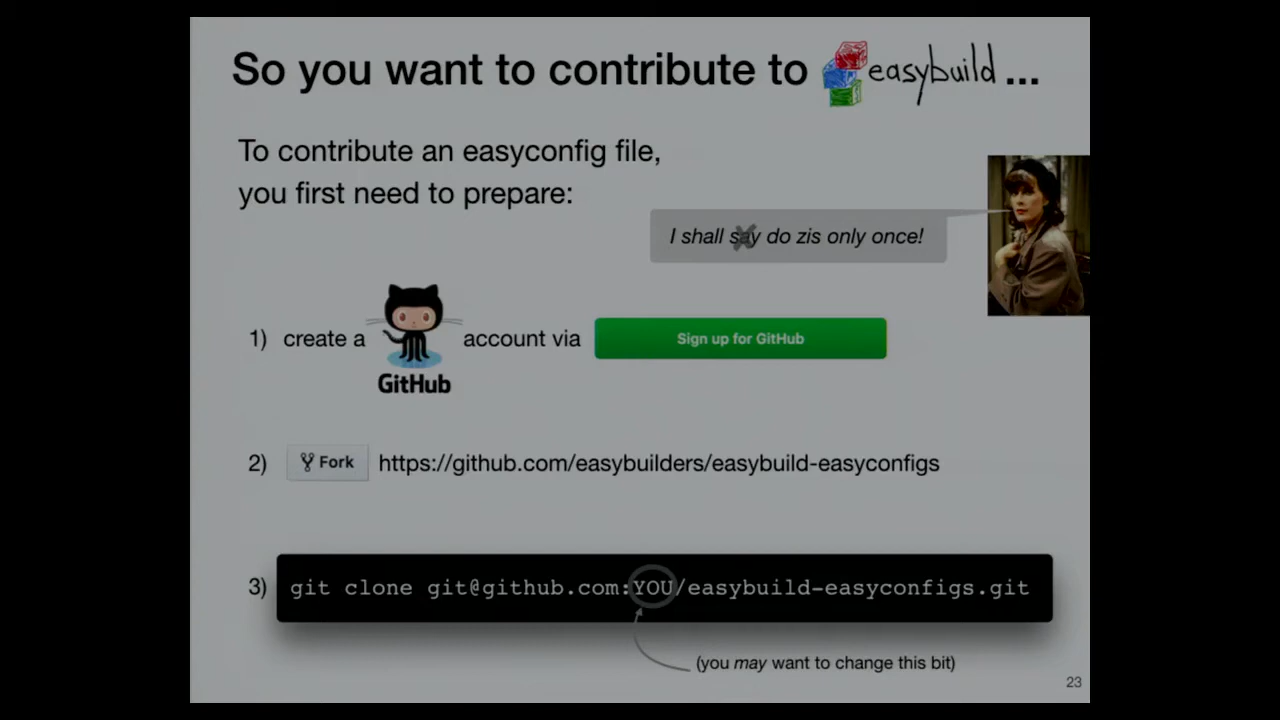 So you want to contribute to easybuild ...
To contribute an easyconfig file,
you first need to prepare:
I shall say do zis only once!
1) create a GitHub account via Sign up for GitHub
2) Fork https://github.com/easybuilders/easybuild-easyconfigs
3) git clone git@github.com:YOU/easybuild-easyconfigs.git
(you may want to change this bit)
23